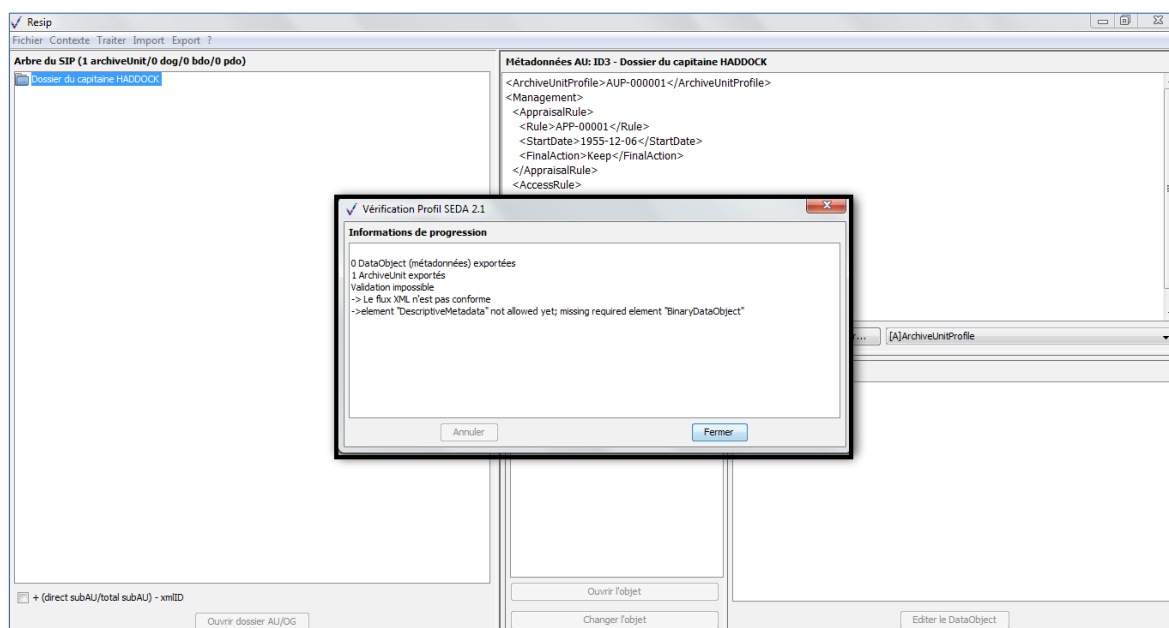 Resip
Fichier Contexte Traiter Import Export ?
Arbre du SIP (1 archiveUnit/0 dog/0 bdo/0 pdo)
Dossier du capitaine HADDOCK
Métadonnées AU: ID3 - Dossier du capitaine HADDOCK
<ArchiveUnitProfile>AUP-000001</ArchiveUnitProfile>
<Management>
<AppraisalRule>
<Rule>APP-00001</Rule>
<StartDate>1955-12-06</StartDate>
<FinalAction>Keep</FinalAction>
</AppraisalRule>
<AccessRule>
Vérification Profil SEDA 2.1
Informations de progression
0 DataObject (métadonnées) exportées
1 ArchiveUnit exportés
Validation impossible
-> Le flux XML n'est pas conforme
->element "DescriptiveMetadata" not allowed yet; missing required element "BinaryDataObject"
Annuler
Fermer
r... [A]ArchiveUnitProfile
+ (direct subAU/total subAU) - xmlID
Ouvrir dossier AU/OG
Ouvrir l'objet
Changer l'objet
Editer le DataObject